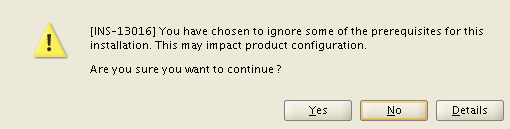 [INS-13016] You have chosen to ignore some of the prerequisites for this
installation. This may impact product configuration.
Are you sure you want to continue?
Yes No Details